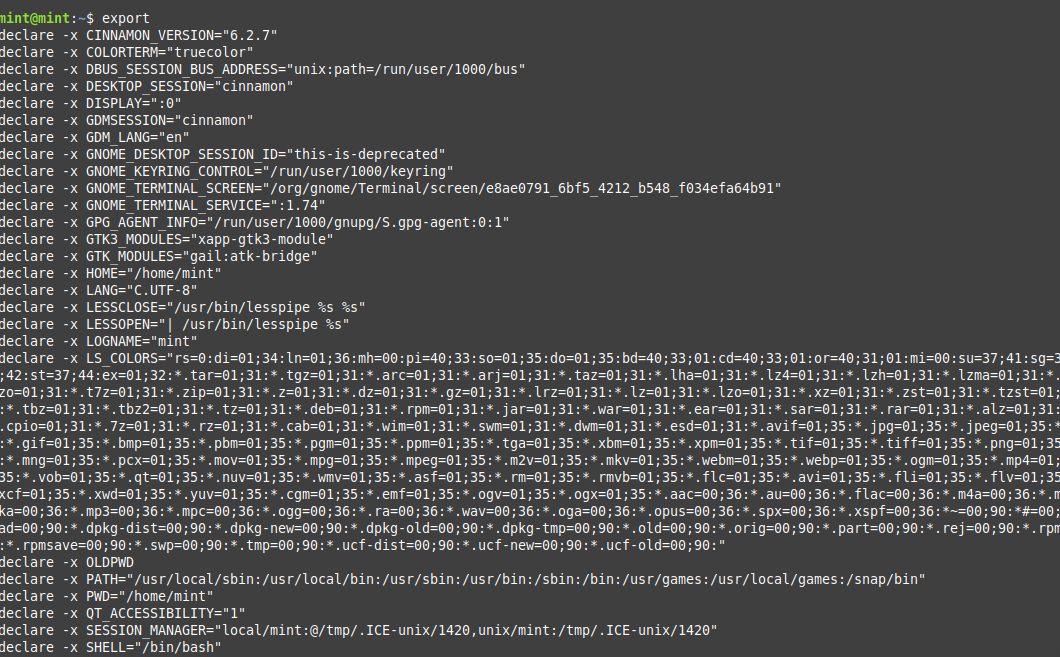 mint@mint:~$ export
declare -x CINNAMON_VERSION="6.2.7"
declare -x COLORTERM="truecolor"
declare -x DBUS_SESSION_BUS_ADDRESS="unix:path=/run/user/1000/bus"
declare -x DESKTOP_SESSION="cinnamon"
declare -x DISPLAY=":0"
declare -x GDMSESSION="cinnamon"
declare -x GDM_LANG="en"
declare -x GNOME_DESKTOP_SESSION_ID="this-is-deprecated"
declare -x GNOME_KEYRING_CONTROL="/run/user/1000/keyring"
declare -x GNOME_TERMINAL_SCREEN="/org/gnome/Terminal/screen/e8ae0791_6bf5_4212_b548_f034efa64b91"
declare -x GNOME_TERMINAL_SERVICE=":1.74"
declare -x GPG_AGENT_INFO="/run/user/1000/gnupg/S.gpg-agent:0:1"
declare -x GTK3_MODULES="xapp-gtk3-module"
declare -x GTK_MODULES="gail:atk-bridge"
declare -x HOME="/home/mint"
declare -x LANG="C.UTF-8"
declare -x LESSCLOSE="/usr/bin/lesspipe %s %s"
declare -x LESSOPEN="| /usr/bin/lesspipe %s"
declare -x LOGNAME="mint"
declare -x LS_COLORS="rs=0:di=01;34:ln=01;36:mh=00:pi=40;33:so=01;35:do=01;35:bd=40;33;01:cd=40;33;01:or=40;31;01:mi=00:su=37;41:sg=3
;42:st=37;44:ex=01;32:*.tar=01;31:*.tgz=01;31:*.arc=01;31:*.arj=01;31:*.taz=01;31:*.lha=01;31:*.lz4=01;31:*.lzh=01;31:*.lzma=01;31:*.
zo=01;31:*.t7z=01;31:*.zip=01;31:*.z=01;31:*.dz=01;31:*.gz=01;31:*.lrz=01;31:*.lz=01;31:*.lzo=01;31:*.xz=01;31:*.zst=01;31:*.tzst=01;
:*.tbz=01;31:*.tbz2=01;31:*.tz=01;31:*.deb=01;31:*.rpm=01;31:*.jar=01;31:*.war=01;31:*.ear=01;31:*.sar=01;31:*.rar=01;31:*.alz=01;31:
.cpio=01;31:*.7z=01;31:*.rz=01;31:*.cab=01;31:*.wim=01;31:*.swm=01;31:*.dwm=01;31:*.esd=01;31:*.avif=01;35:*.jpg=01;35:*.jpeg=01;35:*
:*.gif=01;35:*.bmp=01;35:*.pbm=01;35:*.pgm=01;35:*.ppm=01;35:*.tga=01;35:*.xbm=01;35:*.xpm=01;35:*.tif=01;35:*.tiff=01;35:*.png=01;35
:*.mng=01;35:*.pcx=01;35:*.mov=01;35:*.mpg=01;35:*.mpeg=01;35:*.m2v=01;35:*.mkv=01;35:*.webm=01;35:*.webp=01;35:*.ogm=01;35:*.mp4=01;
35:*.vob=01;35:*.qt=01;35:*.nuv=01;35:*.wmv=01;35:*.asf=01;35:*.rm=01;35:*.rmvb=01;35:*.flc=01;35:*.avi=01;35:*.fli=01;35:*.flv=01;35
xcf=01;35:*.xwd=01;35:*.yuv=01;35:*.cgm=01;35:*.emf=01;35:*.ogv=01;35:*.ogx=01;35:*.aac=00;36:*.au=00;36:*.flac=00;36:*.m4a=00;36:*.m
ka=00;36:*.mp3=00;36:*.mpc=00;36:*.ogg=00;36:*.ra=00;36:*.wav=00;36:*.oga=00;36:*.opus=00;36:*.spx=00;36:*.xspf=00;36:*~=00;90:*#=00;
ad=00;90:*.dpkg-dist=00;90:*.dpkg-new=00;90:*.dpkg-old=00;90:*.dpkg-tmp=00;90:*.old=00;90:*.orig=00;90:*.part=00;90:*.rej=00;90:*.rpm
:*.rpmsave=00;90:*.swp=00;90:*.tmp=00;90:*.ucf-dist=00;90:*.ucf-new=00;90:*.ucf-old=00;90:"
declare -x OLDPWD
declare -x PATH="/usr/local/sbin:/usr/local/bin:/usr/sbin:/usr/bin:/sbin:/bin:/usr/games:/usr/local/games:/snap/bin"
declare -x PWD="/home/mint"
declare -x QT_ACCESSIBILITY="1"
declare -x SESSION_MANAGER="local/mint:@/tmp/.ICE-unix/1420,unix/mint:/tmp/.ICE-unix/1420"
declare -x SHELL="/bin/bash"